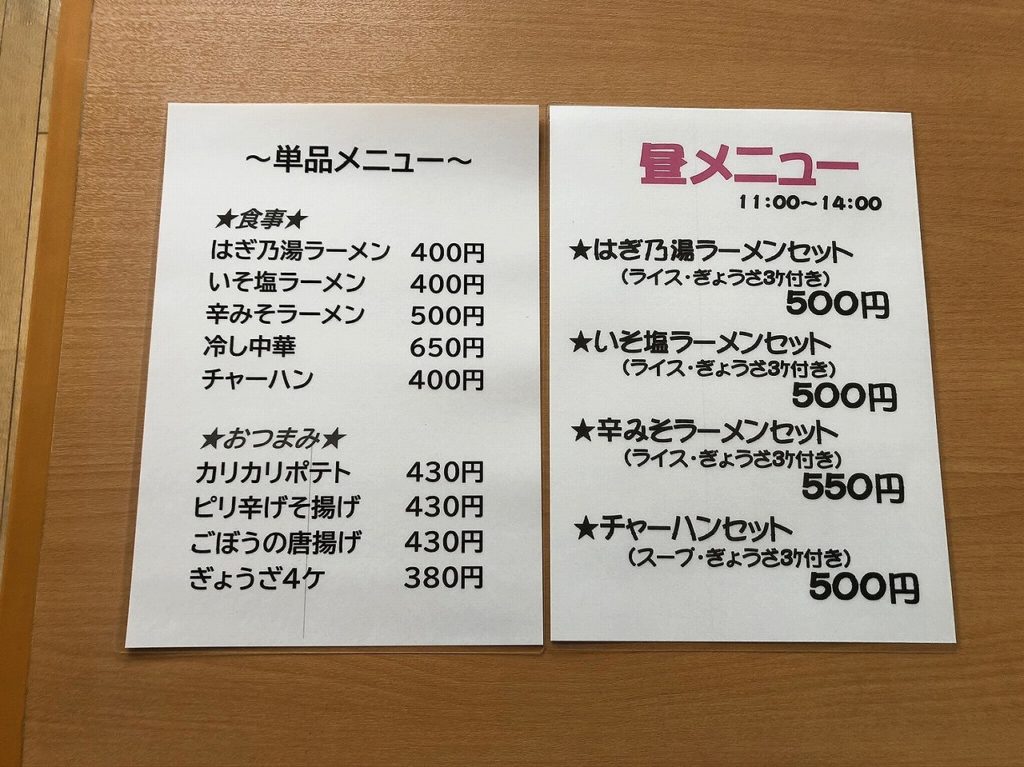 ～単品メニュー～
★食事★
はぎ乃湯ラーメン 400円
いそ塩ラーメン 400円
辛みそラーメン 500円
冷し中華 650円
チャーハン 400円
★おつまみ★
カリカリポテト 430円
ピリ辛げそ揚げ 430円
ごぼうの唐揚げ 430円
ぎょうざ4ケ 380円
昼メニュー
11:00～14:00
★はぎ乃湯ラーメンセット
(ライス・ぎょうざ3ケ付き)
500円
★いそ塩ラーメンセット
(ライス・ぎょうざ3ケ付き)
500円
★辛みそラーメンセット
(ライス・ぎょうざ3ケ付き)
550円
★チャーハンセット
(スープ・ぎょうざ3ケ付き)
500円